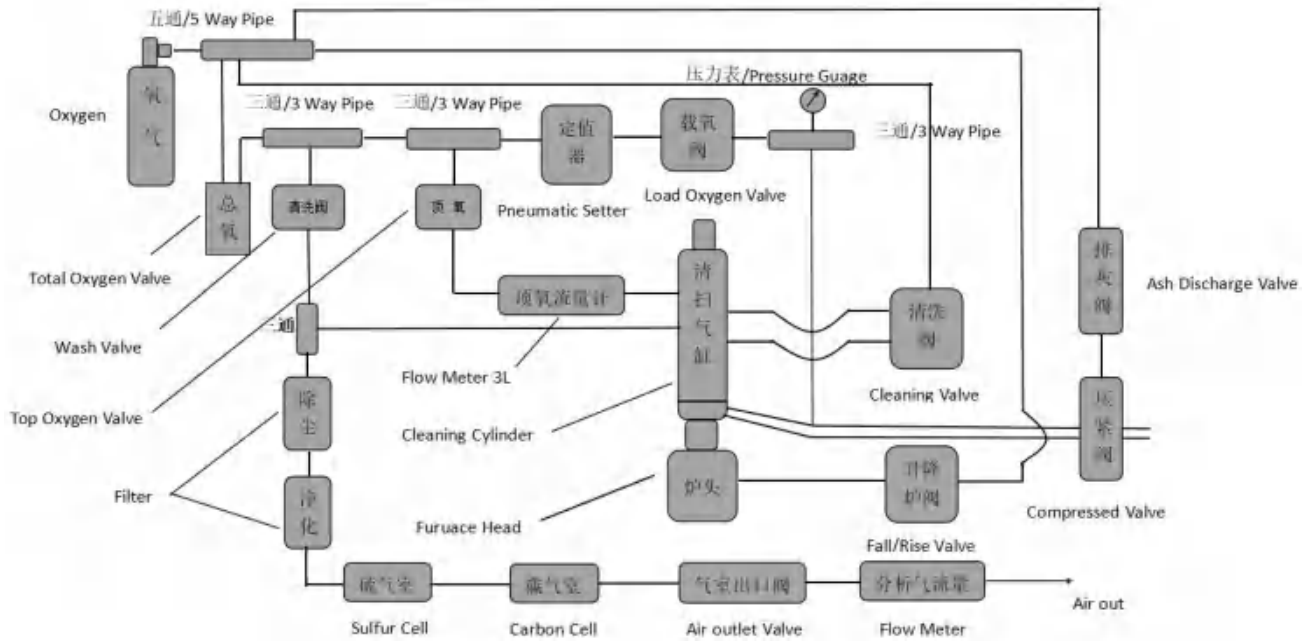 五通/5 Way Pipe
氧气
Oxygen
三通/3 Way Pipe
三通/3 Way Pipe
压力表/Pressure Guage
三通/3 Way Pipe
定值器
载氧阀
Pneumatic Setter
Load Oxygen Valve
总氧
清洗阀
顶 氧
Total Oxygen Valve
顶氧流量计
清扫气缸
清洗阀
排灰阀
Ash Discharge Valve
三通
Wash Valve
Flow Meter 3L
Cleaning Valve
Top Oxygen Valve
除尘
Cleaning Cylinder
压紧阀
Filter
净化
炉头
升降炉阀
Furuace Head
Fall/Rise Valve
Compressed Valve
硫气室
碳气室
气室出口阀
分析气流量
Air out
Sulfur Cell
Carbon Cell
Air outlet Valve
Flow Meter